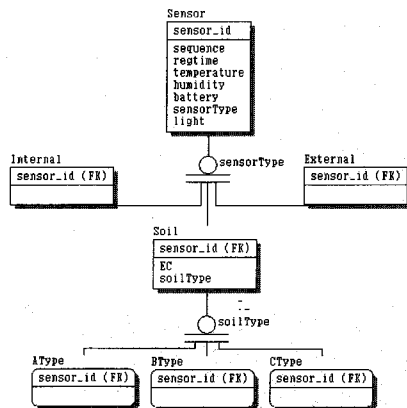 Sensor
sensor_id
sequence
regtime
temperature
humidity
battery
sensorType
light
sensorType
Internal
sensor_id (FK)
External
sensor_id (FK)
Soil
sensor_id (FK)
EC
soilType
soilType
AType
sensor_id (FK)
BType
sensor_id (FK)
CType
sensor_id (FK)